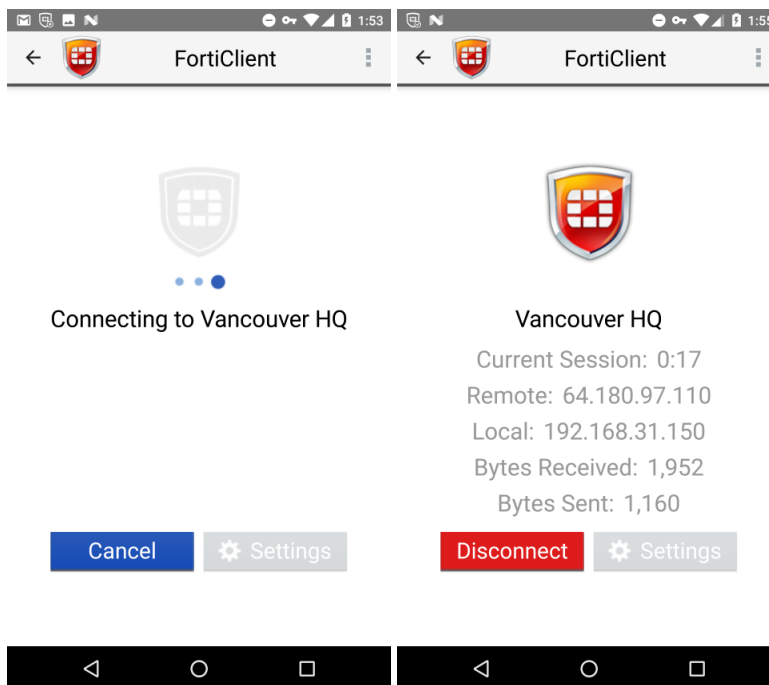 1:53
FortiClient
Connecting to Vancouver HQ
Cancel
Settings
1:55
FortiClient
Vancouver HQ
Current Session: 0:17
Remote: 64.180.97.110
Local: 192.168.31.150
Bytes Received: 1,952
Bytes Sent: 1,160
Disconnect
Settings